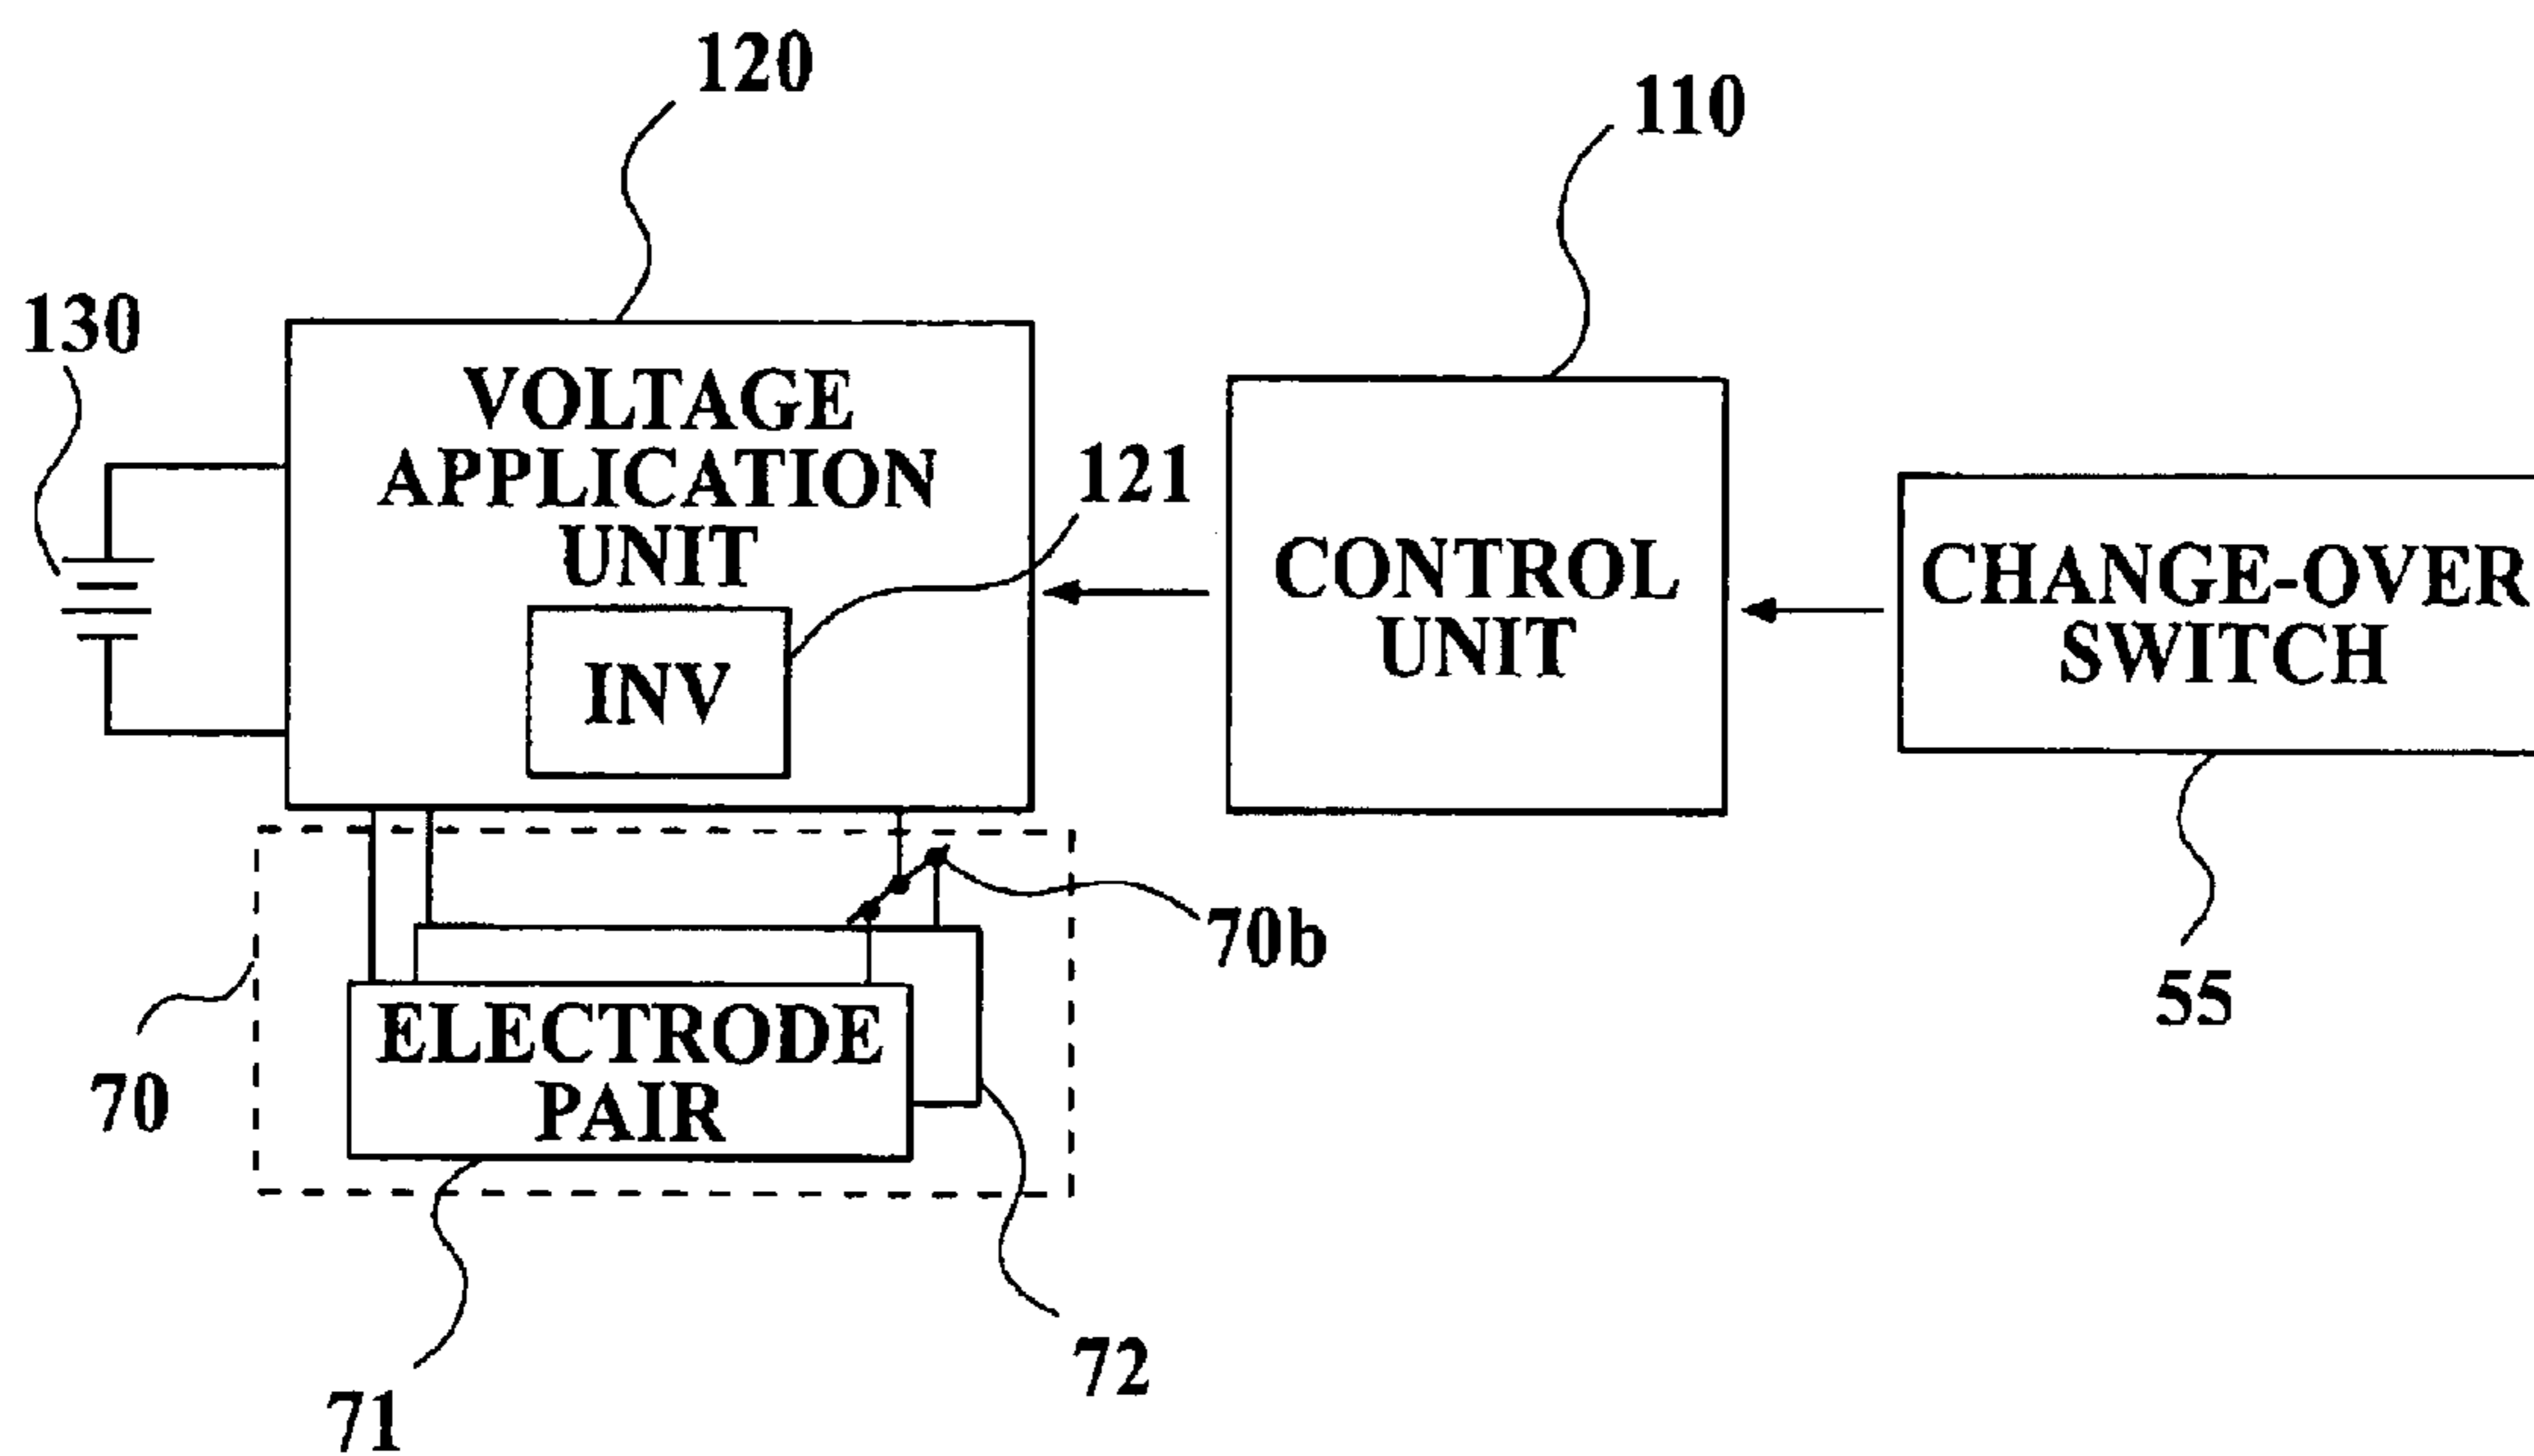 120
110
130
VOLTAGE
APPLICATION
UNIT
121
INV
CONTROL
UNIT
CHANGE-OVER
SWITCH
70b
55
70
ELECTRODE
PAIR
72
71